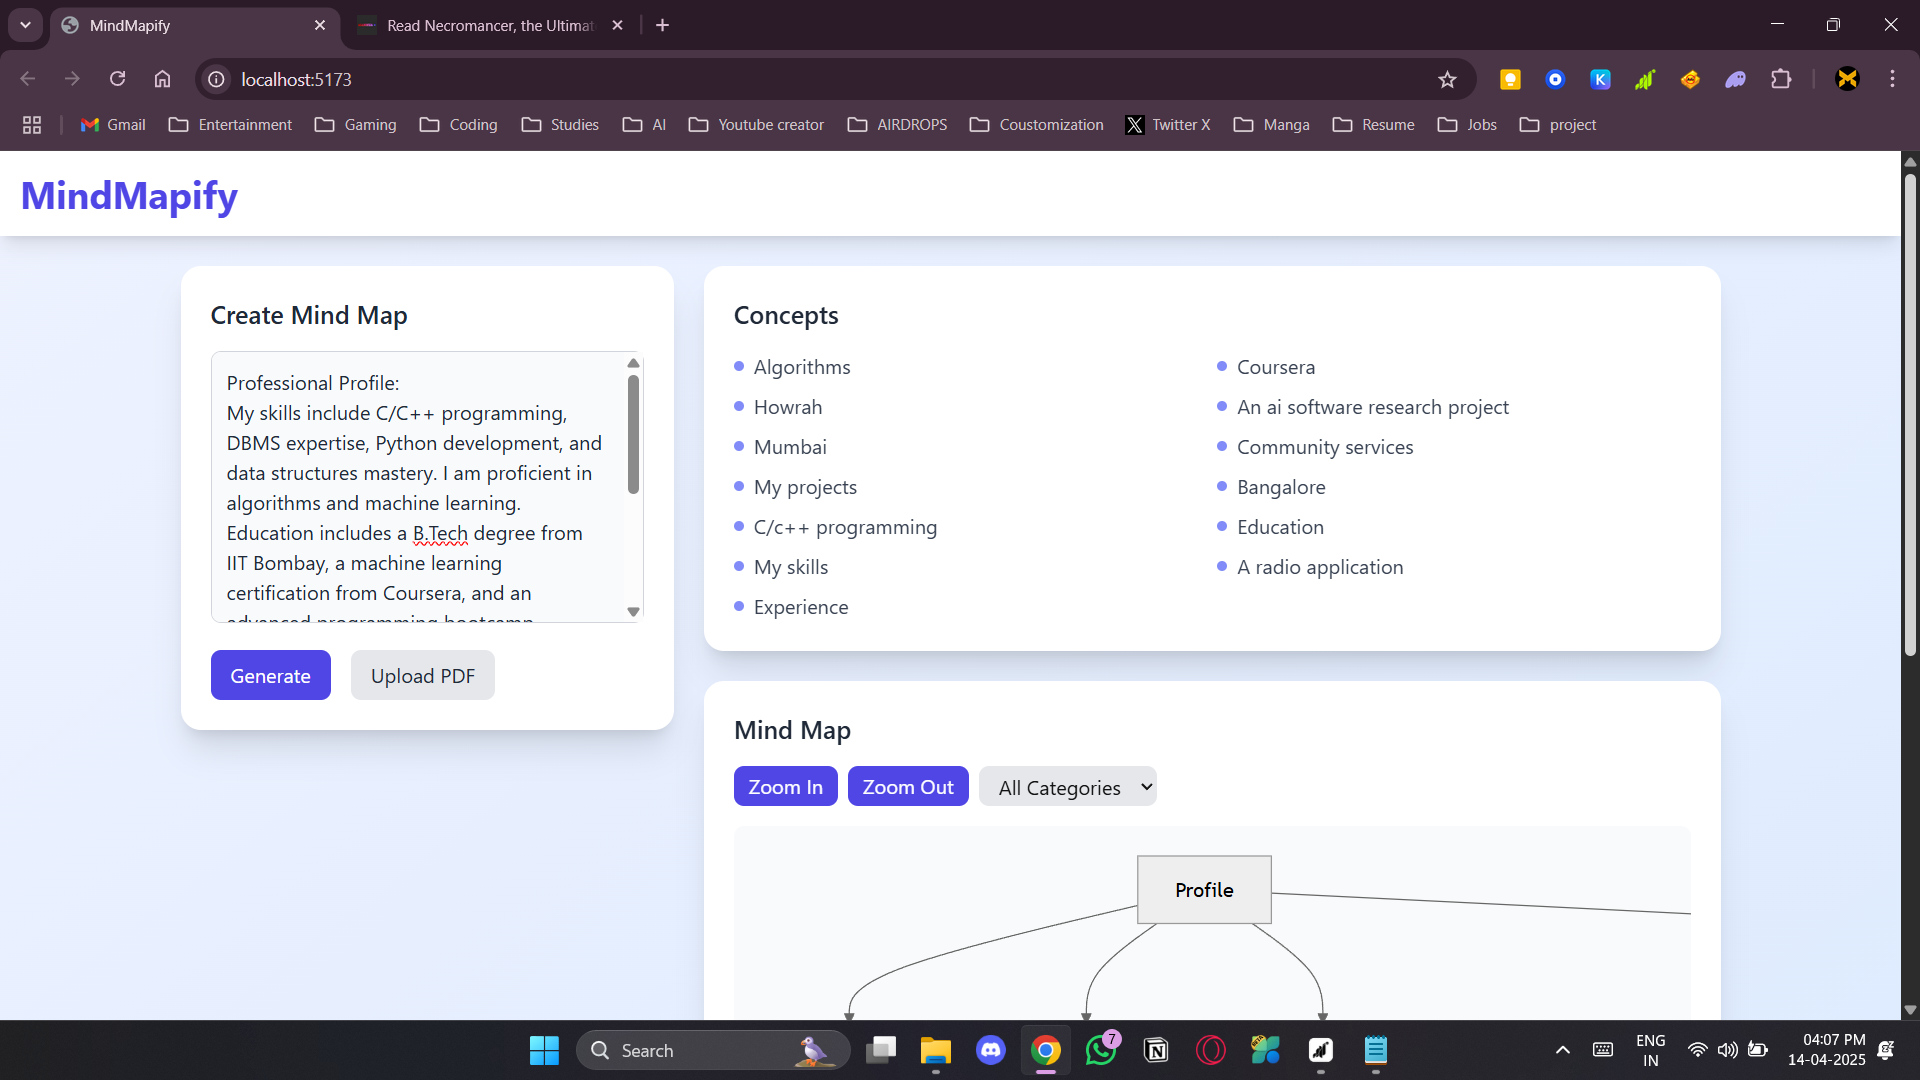 MindMapify
Read Necromancer, the Ultimat
localhost:5173
Gmail
Entertainment
Gaming
Coding
Studies
AI
Youtube creator
AIRDROPS
Coustomization
Twitter X
Manga
Resume
Jobs
project
MindMapify
Create Mind Map
Professional Profile:
My skills include C/C++ programming,
DBMS expertise, Python development, and
data structures mastery. I am proficient in
algorithms and machine learning.
Education includes a B.Tech degree from
IIT Bombay, a machine learning
certification from Coursera, and an
advanced programming bootcamp
Generate
Upload PDF
Concepts
Algorithms
Howrah
Mumbai
My projects
C/c++ programming
My skills
Experience
Coursera
An ai software research project
Community services
Bangalore
Education
A radio application
Mind Map
Zoom In
Zoom Out
All Categories
Profile
Search
7
ENG
IN
04:07 PM
14-04-2025